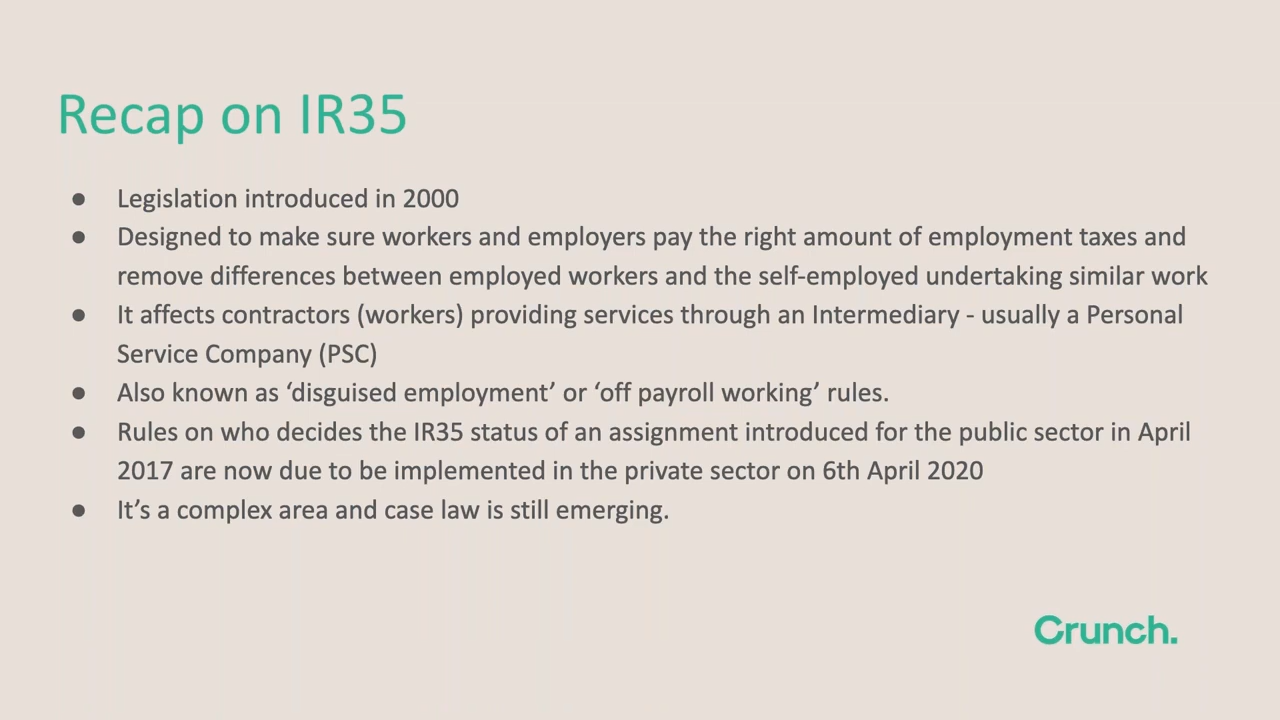 Recap on IR35
● Legislation introduced in 2000
● Designed to make sure workers and employers pay the right amount of employment taxes and
remove differences between employed workers and the self-employed undertaking similar work
● It affects contractors (workers) providing services through an Intermediary - usually a Personal
Service Company (PSC)
● Also known as ‘disguised employment’ or ‘off payroll working’ rules.
● Rules on who decides the IR35 status of an assignment introduced for the public sector in April
2017 are now due to be implemented in the private sector on 6th April 2020
● It’s a complex area and case law is still emerging.
Crunch.